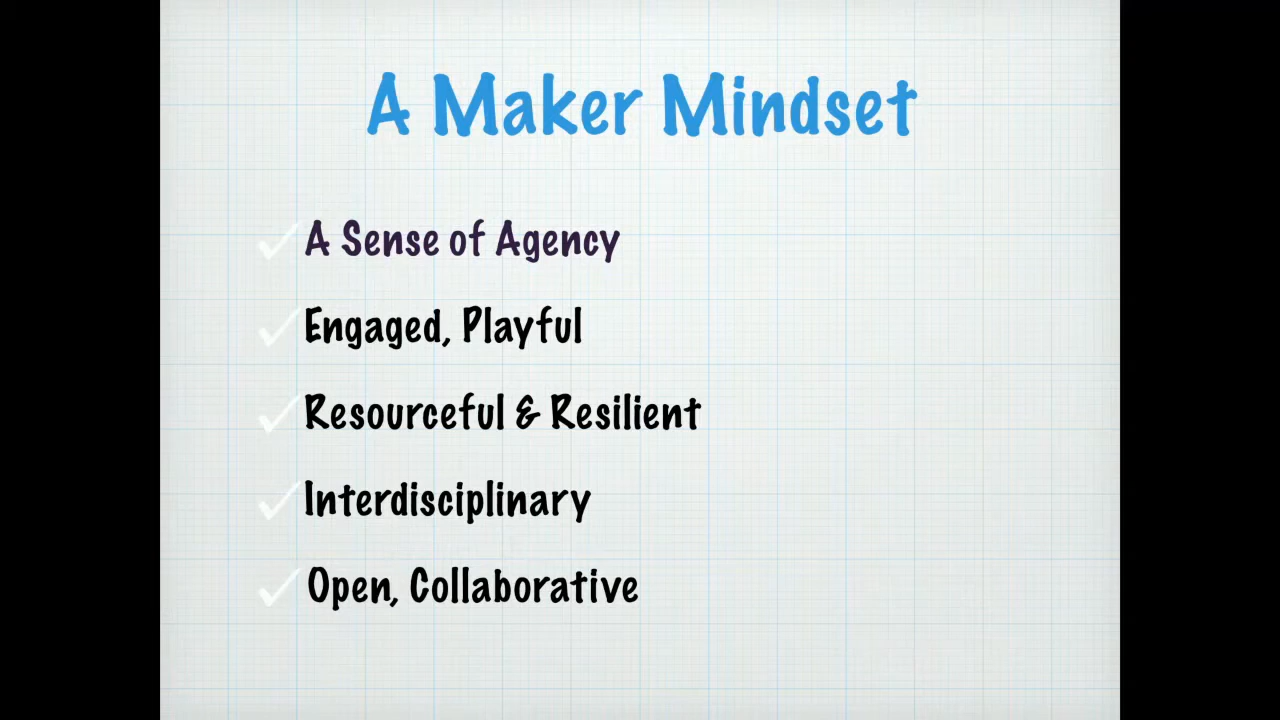 A Maker Mindset
A Sense of Agency
Engaged, Playful
Resourceful & Resilient
Interdisciplinary
Open, Collaborative